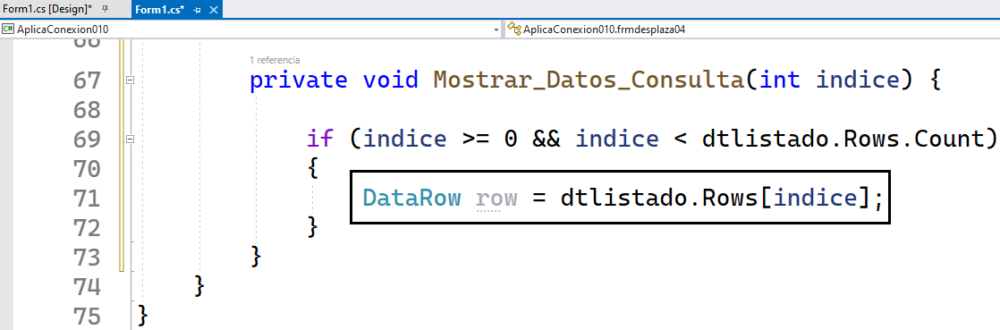 Form1.cs [Design]* Form1.cs*
C# AplicaConexion010 AplicaConexion010.frmdesplaza04
66
1 referencia
67 private void Mostrar_Datos_Consulta(int indice) {
68
69 if (indice >= 0 && indice < dtlistado.Rows.Count)
70 {
71 DataRow row = dtlistado.Rows[indice];
72 }
73 }
74 }
75 }